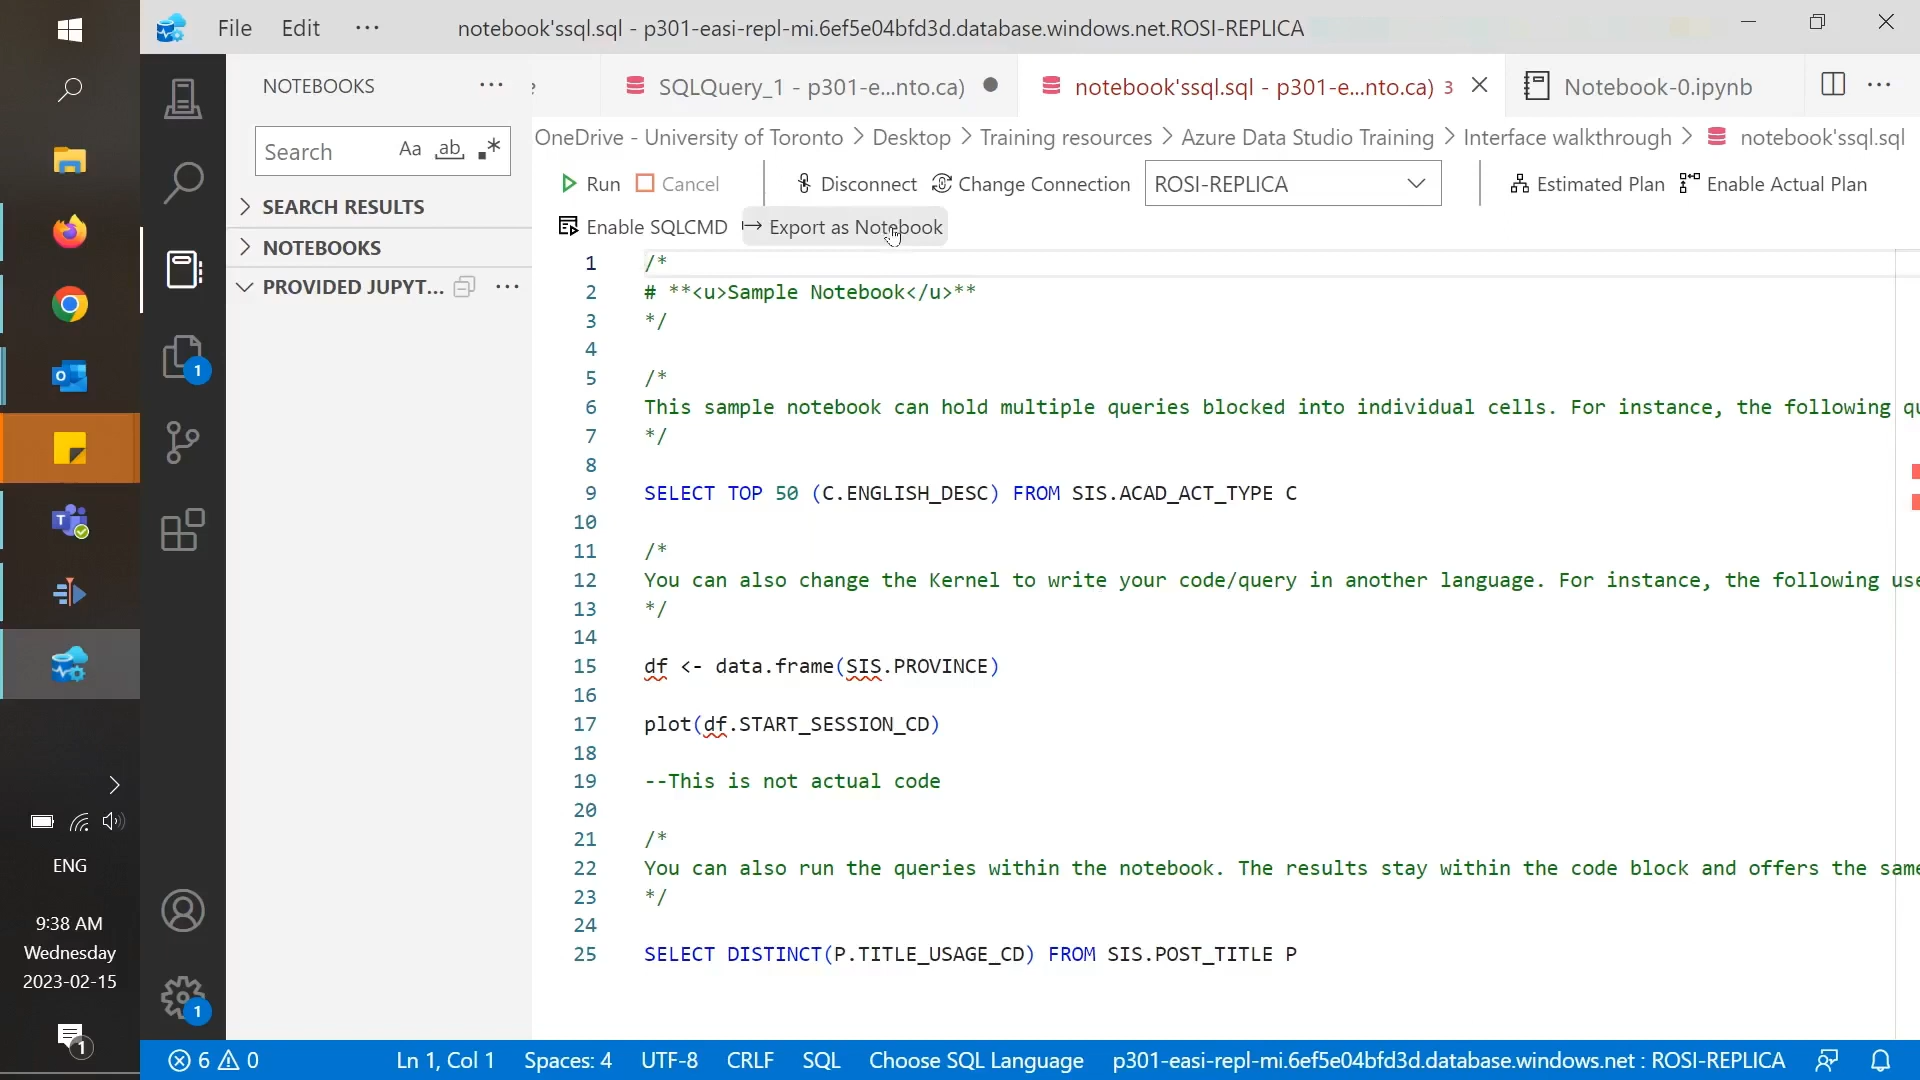 File Edit ··· notebook'ssql.sql - p301-easi-repl-mi.6ef5e04bfd3d.database.windows.net.ROSI-REPLICA
NOTEBOOKS
SQLQuery_1 - p301-e...nto.ca)
notebook'ssql.sql - p301-e...nto.ca) 3
Notebook-0.ipynb
Search Aa ab
OneDrive - University of Toronto > Desktop > Training resources > Azure Data Studio Training > Interface walkthrough > notebook'ssql.sql
Run Cancel Disconnect Change Connection ROSI-REPLICA Estimated Plan Enable Actual Plan
Enable SQLCMD Export as Notebook
SEARCH RESULTS
NOTEBOOKS
PROVIDED JUPYT...
1 /*
2 # **<u>Sample Notebook</u>**
3 */
4
5 /*
6 This sample notebook can hold multiple queries blocked into individual cells. For instance, the following qu
7 */
8
9 SELECT TOP 50 (C.ENGLISH_DESC) FROM SIS.ACAD_ACT_TYPE C
10
11 /*
12 You can also change the Kernel to write your code/query in another language. For instance, the following use
13 */
14
15 df <- data.frame(SIS.PROVINCE)
16
17 plot(df.START_SESSION_CD)
18
19 --This is not actual code
20
21 /*
22 You can also run the queries within the notebook. The results stay within the code block and offers the same
23 */
24
25 SELECT DISTINCT(P.TITLE_USAGE_CD) FROM SIS.POST_TITLE P
1
1
ENG
9:38 AM
Wednesday
2023-02-15
1
6 0 Ln 1, Col 1 Spaces: 4 UTF-8 CRLF SQL Choose SQL Language p301-easi-repl-mi.6ef5e04bfd3d.database.windows.net : ROSI-REPLICA